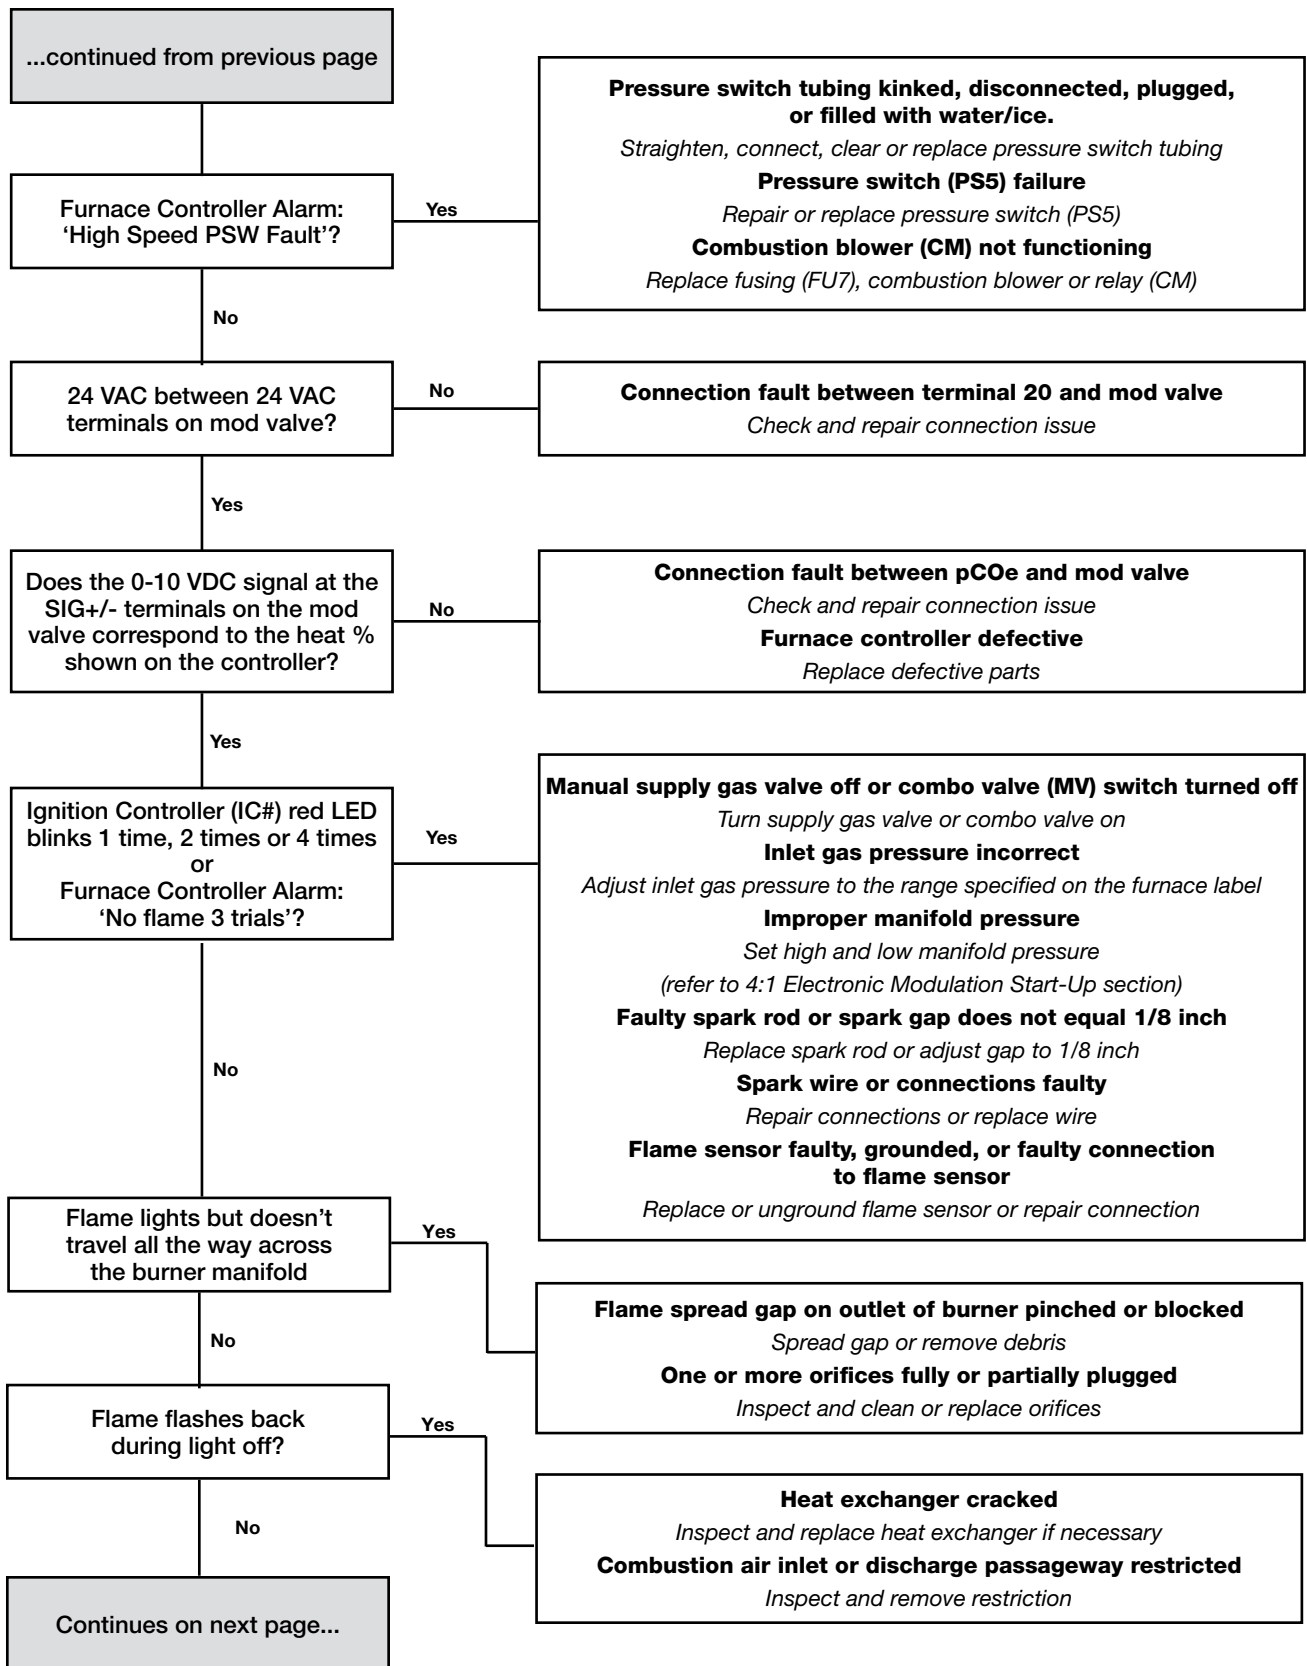 ...continued from previous page
Pressure switch tubing kinked, disconnected, plugged,
or filled with water/ice.
Straighten, connect, clear or replace pressure switch tubing
Pressure switch (PS5) failure
Repair or replace pressure switch (PS5)
Combustion blower (CM) not functioning
Replace fusing (FU7), combustion blower or relay (CM)
Furnace Controller Alarm:
‘High Speed PSW Fault’?
Yes
No
24 VAC between 24 VAC
terminals on mod valve?
No
Connection fault between terminal 20 and mod valve
Check and repair connection issue
Yes
Does the 0-10 VDC signal at the
SIG+/- terminals on the mod
valve correspond to the heat %
shown on the controller?
No
Connection fault between pCOe and mod valve
Check and repair connection issue
Furnace controller defective
Replace defective parts
Yes
Ignition Controller (IC#) red LED
blinks 1 time, 2 times or 4 times
or
Furnace Controller Alarm:
‘No flame 3 trials’?
Yes
Manual supply gas valve off or combo valve (MV) switch turned off
Turn supply gas valve or combo valve on
Inlet gas pressure incorrect
Adjust inlet gas pressure to the range specified on the furnace label
Improper manifold pressure
Set high and low manifold pressure
(refer to 4:1 Electronic Modulation Start-Up section)
Faulty spark rod or spark gap does not equal 1/8 inch
Replace spark rod or adjust gap to 1/8 inch
Spark wire or connections faulty
Repair connections or replace wire
Flame sensor faulty, grounded, or faulty connection
to flame sensor
Replace or unground flame sensor or repair connection
No
Flame lights but doesn’t
travel all the way across
the burner manifold
Yes
Flame spread gap on outlet of burner pinched or blocked
Spread gap or remove debris
One or more orifices fully or partially plugged
Inspect and clean or replace orifices
No
Flame flashes back
during light off?
Yes
Heat exchanger cracked
Inspect and replace heat exchanger if necessary
Combustion air inlet or discharge passageway restricted
Inspect and remove restriction
No
Continues on next page...